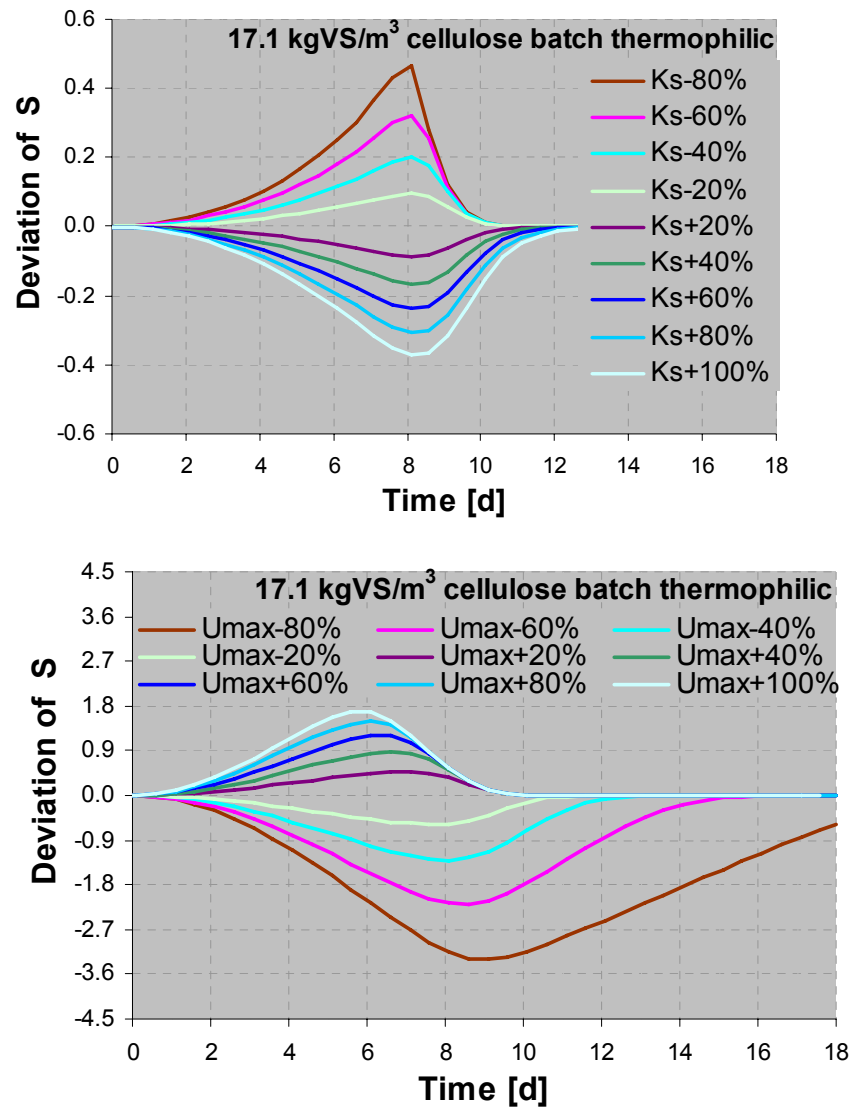 17.1 kgVS/m³ cellulose batch thermophilic
0.6
0.4
0.2
0.0
-0.2
-0.4
-0.6
Deviation of S
Ks-80%
Ks-60%
Ks-40%
Ks-20%
Ks+20%
Ks+40%
Ks+60%
Ks+80%
Ks+100%
0 2 4 6 8 10 12 14 16 18
Time [d]
17.1 kgVS/m³ cellulose batch thermophilic
4.5
3.6
2.7
1.8
0.9
0.0
-0.9
-1.8
-2.7
-3.6
-4.5
Deviation of S
Umax-80% Umax-60% Umax-40%
Umax-20% Umax+20% Umax+40%
Umax+60% Umax+80% Umax+100%
0 2 4 6 8 10 12 14 16 18
Time [d]